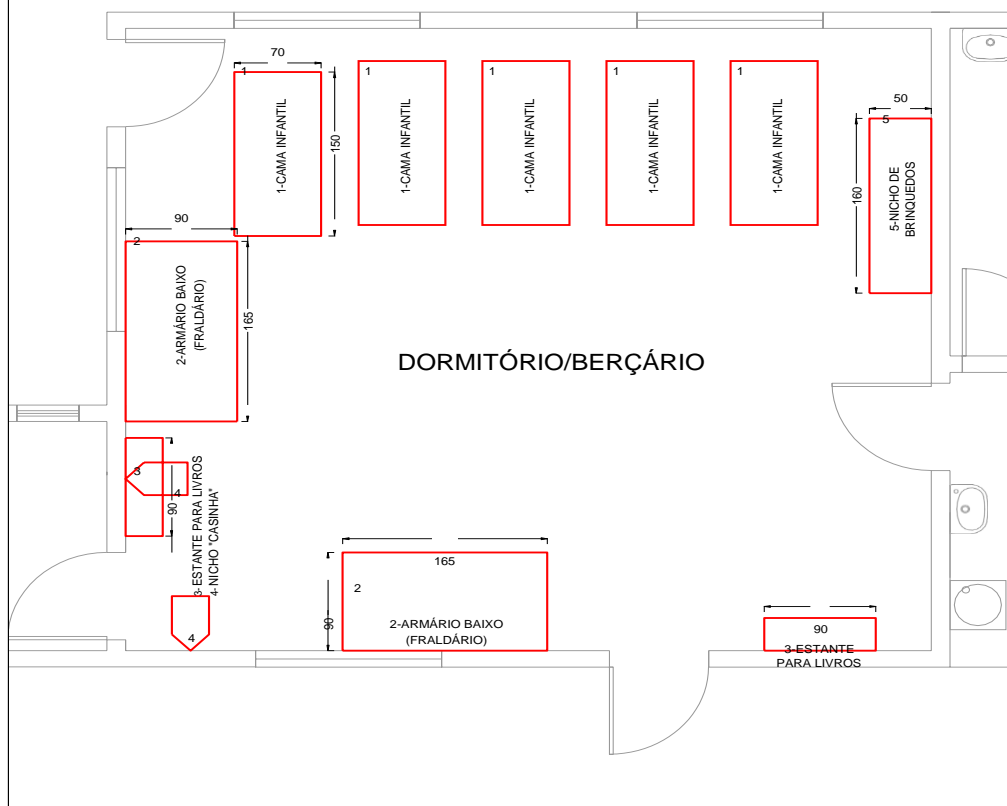 70
1
1-CAMA INFANTIL
150
1
1-CAMA INFANTIL
1
1-CAMA INFANTIL
1
1-CAMA INFANTIL
1
1-CAMA INFANTIL
50
5
5-NICHO DE
BRINQUEDOS
160
90
2
2-ARMÁRIO BAIXO
(FRALDÁRIO)
165
DORMITÓRIO/BERÇÁRIO
3
4
90
3-ESTANTE PARA LIVROS
4-NICHO "CASINHA"
4
165
2
90
2-ARMÁRIO BAIXO
(FRALDÁRIO)
90
3-ESTANTE
PARA LIVROS